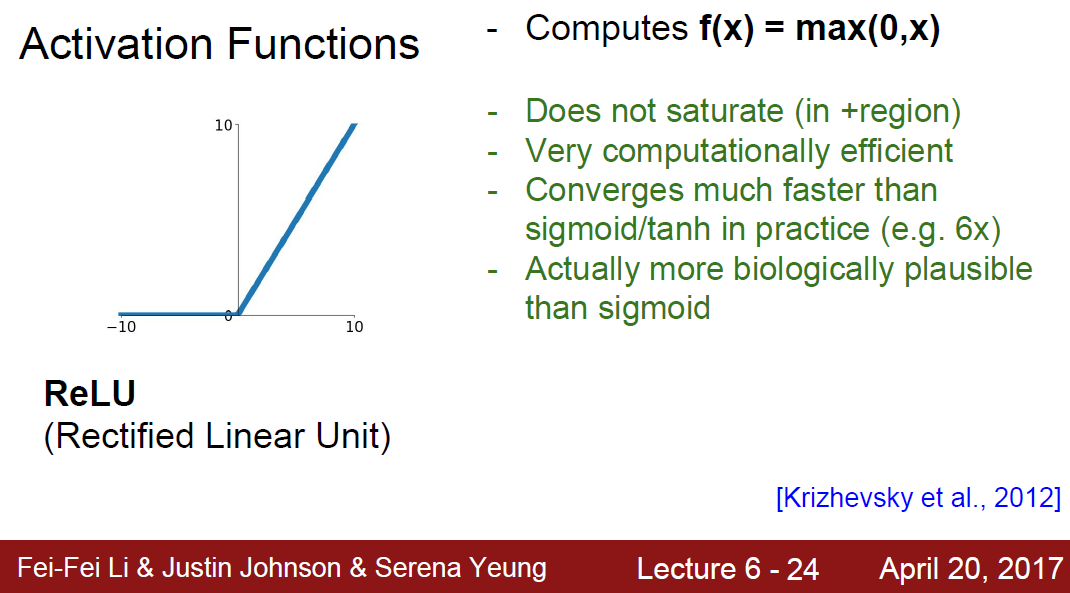 Activation Functions
- Computes f(x) = max(0,x)
- Does not saturate (in +region)
- Very computationally efficient
- Converges much faster than
sigmoid/tanh in practice (e.g. 6x)
- Actually more biologically plausible
than sigmoid
10
0
−10
10
ReLU
(Rectified Linear Unit)
[Krizhevsky et al., 2012]
Fei-Fei Li & Justin Johnson & Serena Yeung Lecture 6 - 24 April 20, 2017